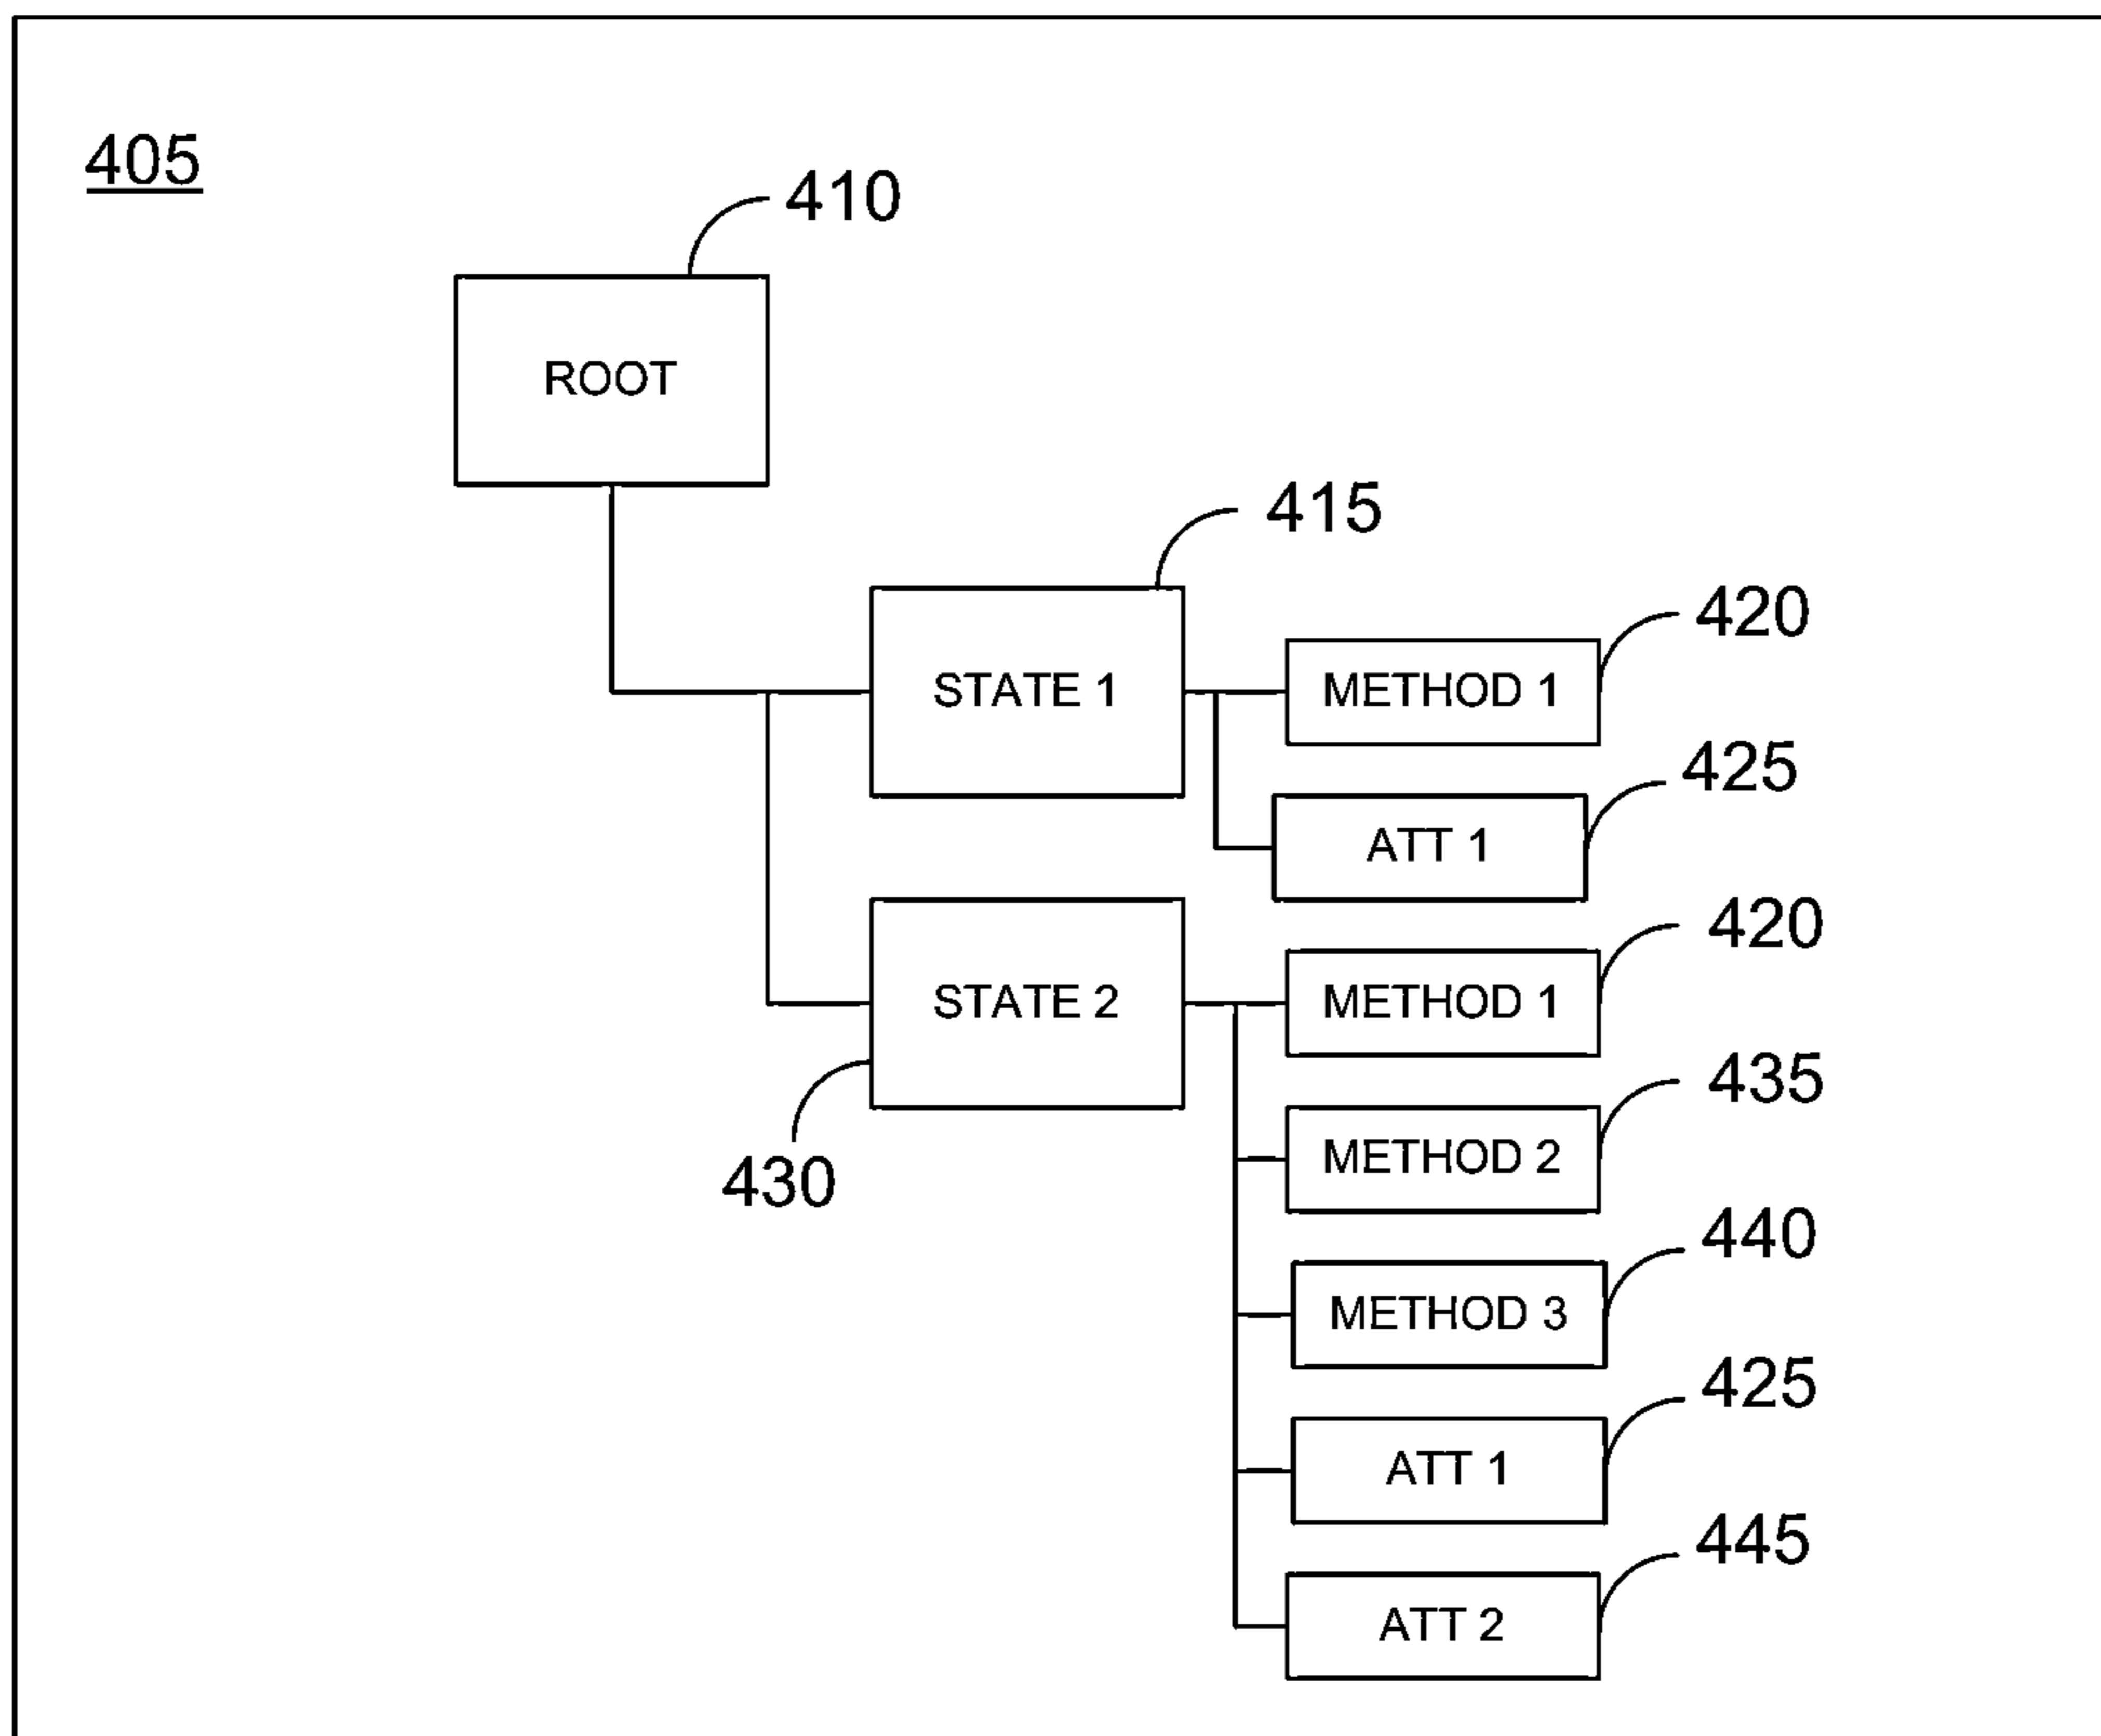 405
410
ROOT
415
420
STATE 1
METHOD 1
425
ATT 1
420
STATE 2
METHOD 1
435
430
METHOD 2
440
METHOD 3
425
ATT 1
445
ATT 2